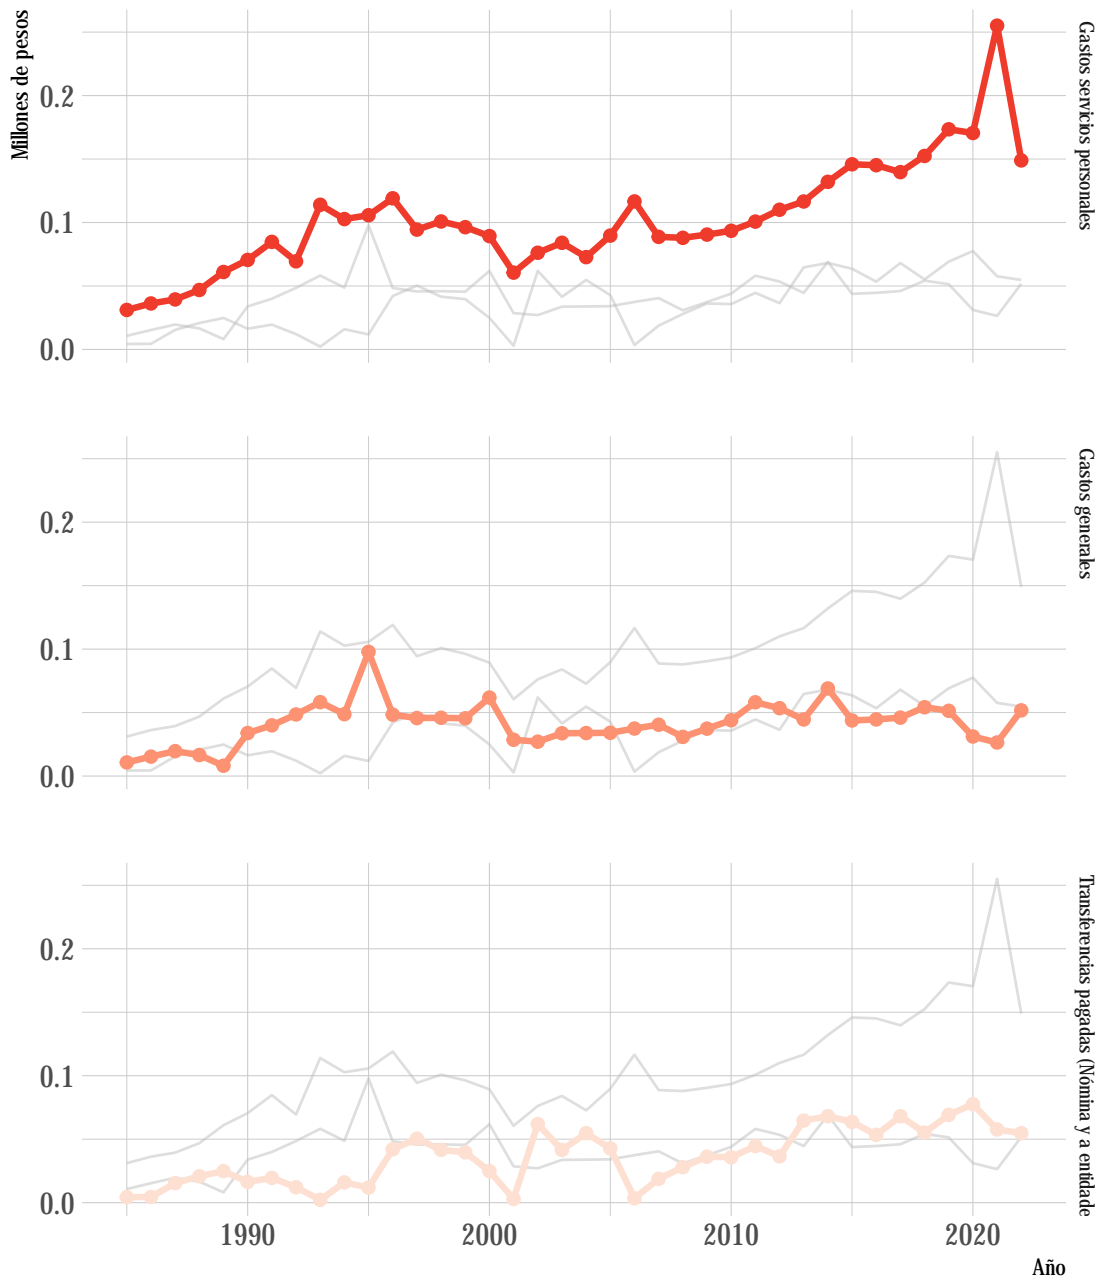 Millones de pesos
0.2
0.1
0.0
Gastos servicios personales
0.2
0.1
0.0
Gastos generales
0.2
0.1
0.0
Transferencias pagadas (Nómina y a entidade
1990 2000 2010 2020
Año